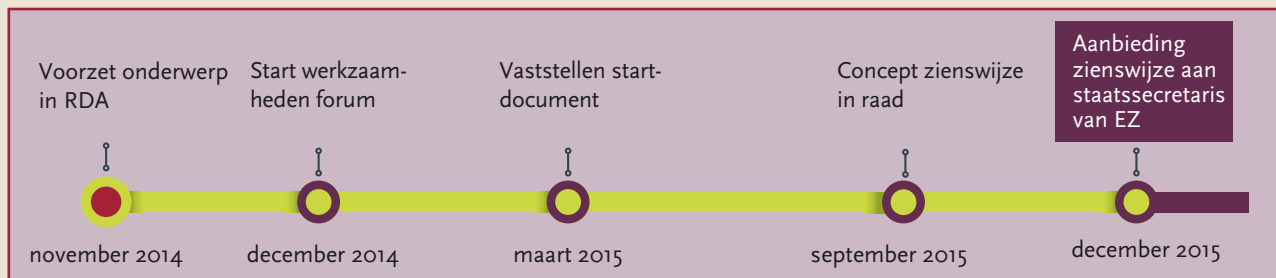 Voorzet onderwerp
in RDA
november 2014
Start werkzaam-
heden forum
december 2014
Vaststellen start-
document
maart 2015
Concept zienswijze
in raad
september 2015
Aanbieding
zienswijze aan
staatssecretaris
van EZ
december 2015